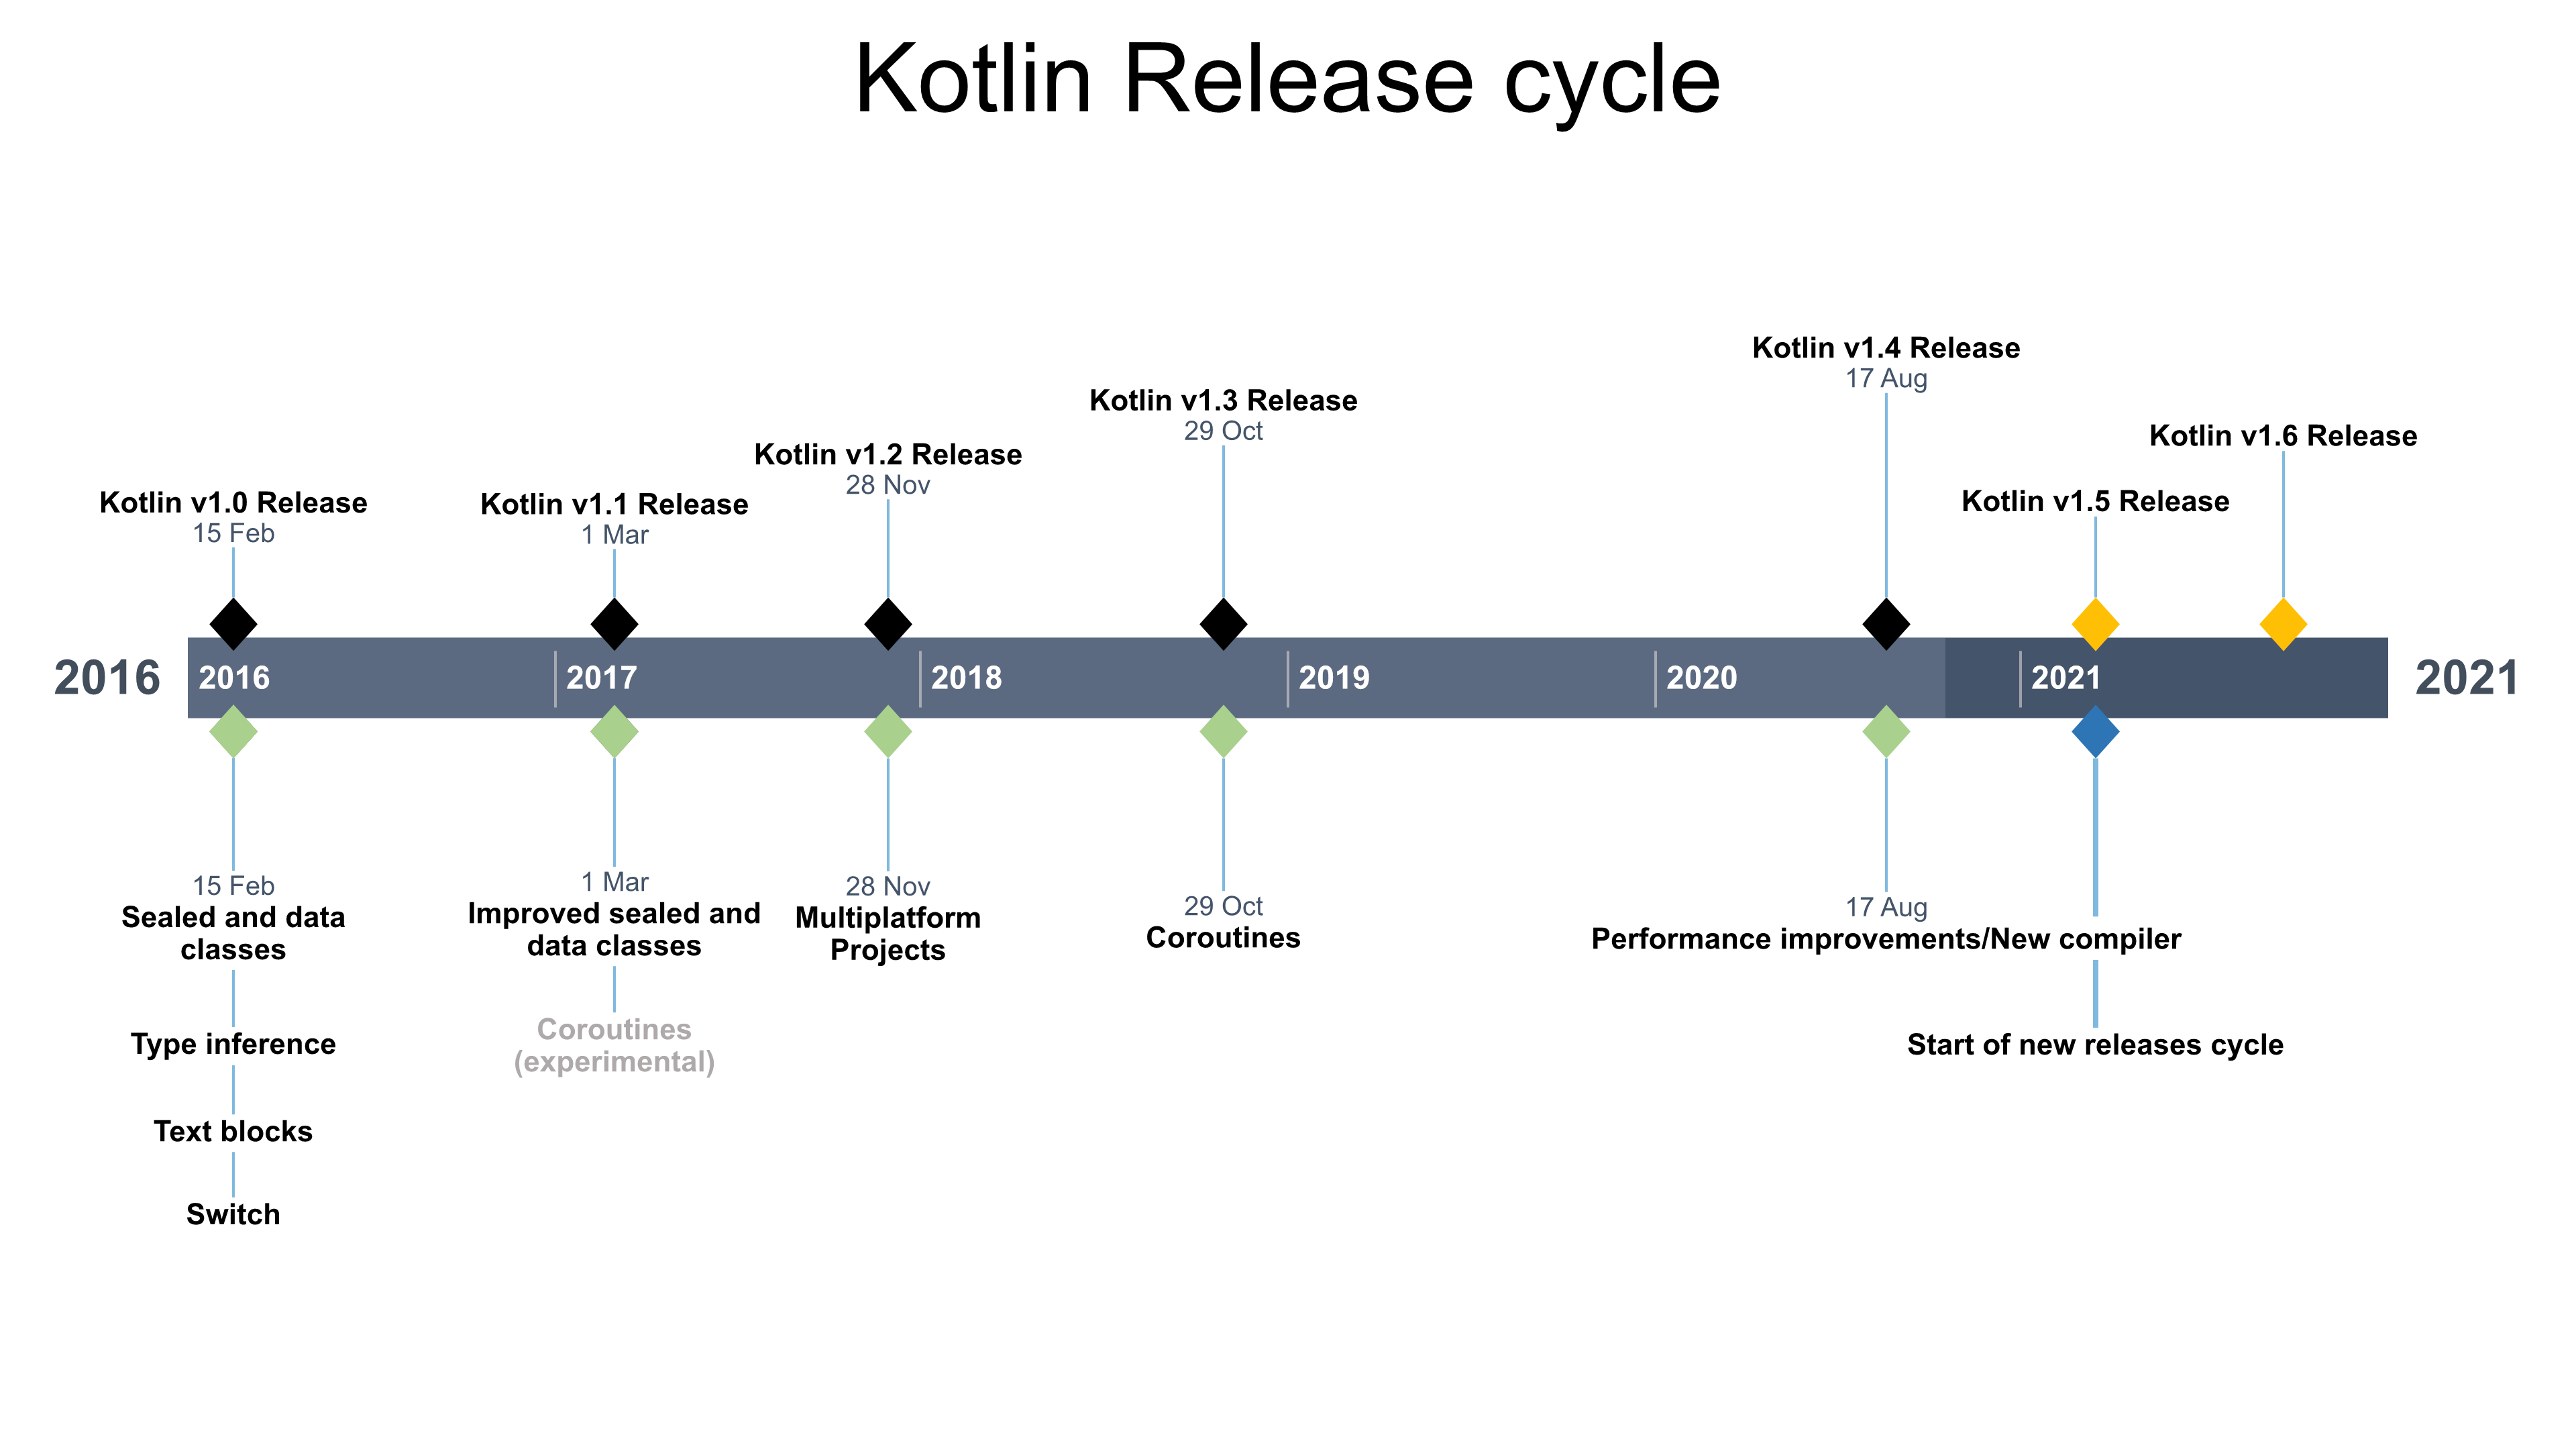 Kotlin Release cycle
Kotlin v1.0 Release
15 Feb
Kotlin v1.1 Release
1 Mar
Kotlin v1.2 Release
28 Nov
Kotlin v1.3 Release
29 Oct
Kotlin v1.4 Release
17 Aug
Kotlin v1.5 Release
Kotlin v1.6 Release
2016
2016
2017
2018
2019
2020
2021
2021
15 Feb
Sealed and data
classes
Type inference
Text blocks
Switch
1 Mar
Improved sealed and
data classes
Coroutines
(experimental)
28 Nov
Multiplatform
Projects
29 Oct
Coroutines
17 Aug
Performance improvements/New compiler
Start of new releases cycle